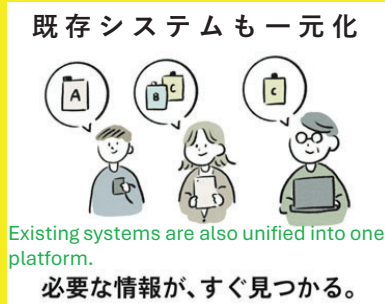 既存システムも一元化
A
B
C
C
Existing systems are also unified into one
platform.
必要な情報が、すぐ見つかる。